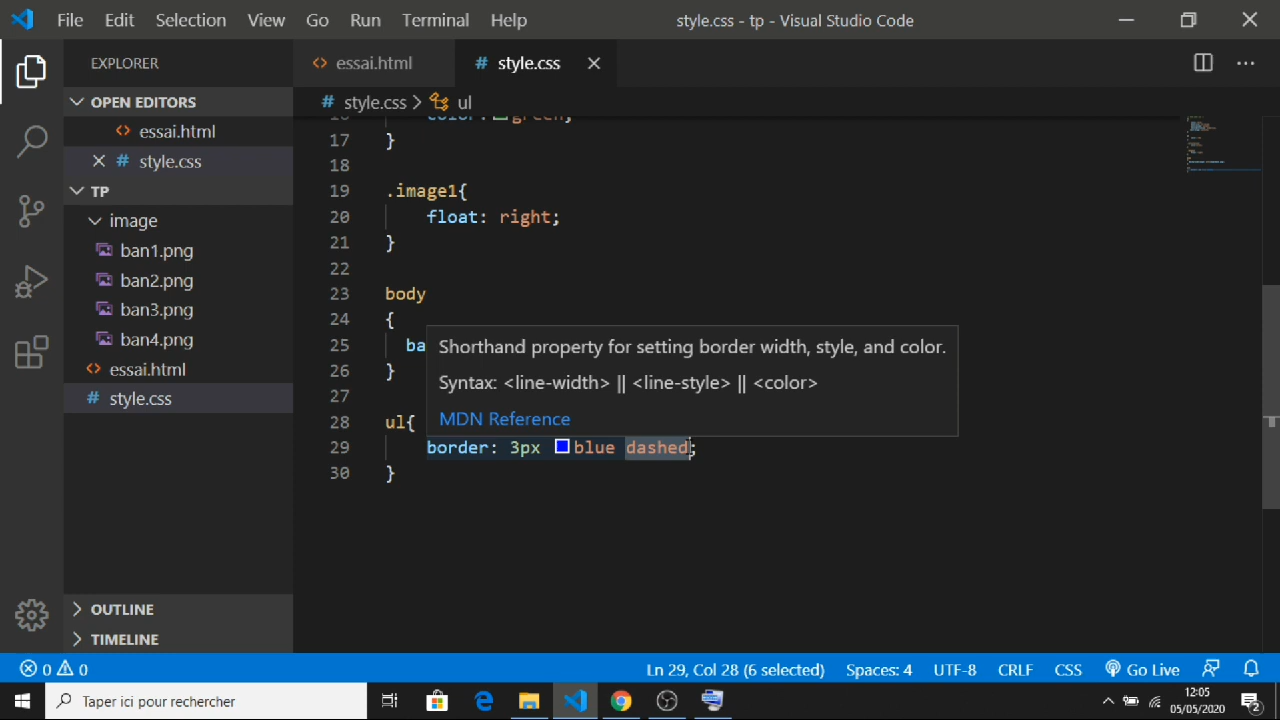 File Edit Selection View Go Run Terminal Help style.css - tp - Visual Studio Code
EXPLORER
OPEN EDITORS
<> essai.html
# style.css
TP
image
ban1.png
ban2.png
ban3.png
ban4.png
<> essai.html
# style.css
OUTLINE
TIMELINE
<> essai.html # style.css
# style.css > ul
16 color: green;
17 }
18
19 .image1{
20 float: right;
21 }
22
23 body
24 {
25 ba
26 }
27
28 ul{
29 border: 3px blue dashed;
30 }
Shorthand property for setting border width, style, and color.
Syntax: <line-width> || <line-style> || <color>
MDN Reference
0 0 Ln 29, Col 28 (6 selected) Spaces: 4 UTF-8 CRLF CSS Go Live
Taper ici pour rechercher
12:05
05/05/2020
2